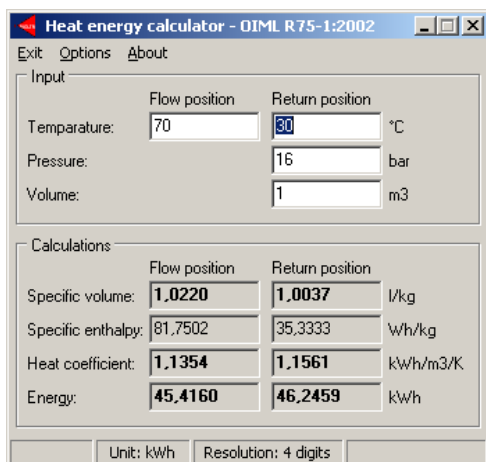 Heat energy calculator - OIML R75-1:2002
Exit Options About
Input
Flow position Return position
Temparature: 70 30 °C
Pressure: 16 bar
Volume: 1 m3
Calculations
Flow position Return position
Specific volume: 1,0220 1,0037 l/kg
Specific enthalpy: 81,7502 35,3333 Wh/kg
Heat coefficient: 1,1354 1,1561 kWh/m3/K
Energy: 45,4160 46,2459 kWh
Unit: kWh Resolution: 4 digits